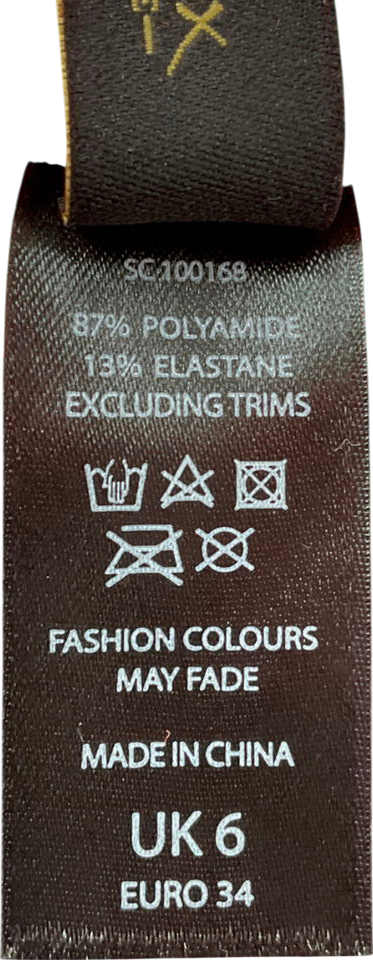 SC100168
87% POLYAMIDE
13% ELASTANE
EXCLUDING TRIMS
FASHION COLOURS
MAY FADE
MADE IN CHINA
UK 6
EURO 34